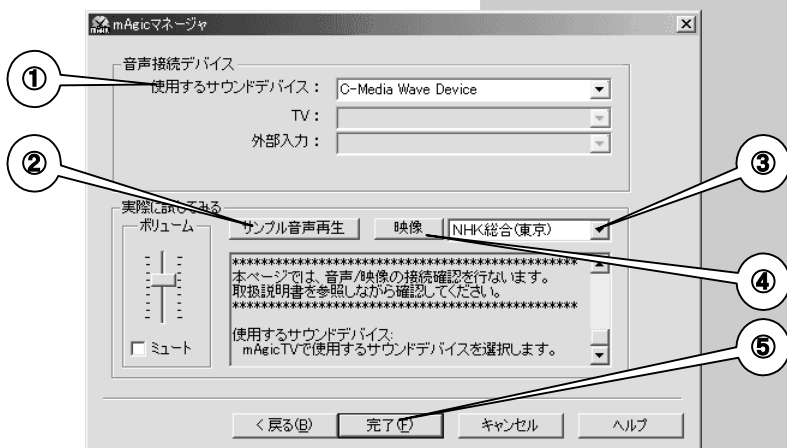 mAgicマネージャ
音声接続デバイス
① 使用するサウンドデバイス： C-Media Wave Device
TV：
外部入力：
② ③
実際に試してみる
ボリューム サンプル音声再生 映像 NHK総合(東京)
****************************************************
本ページでは、音声/映像の接続確認を行ないます。
取扱説明書を参照しながら確認してください。
****************************************************
④
使用するサウンドデバイス:
mAgicTVで使用するサウンドデバイスを選択します。
ミュート
⑤
< 戻る(B) 完了(F) キャンセル ヘルプ